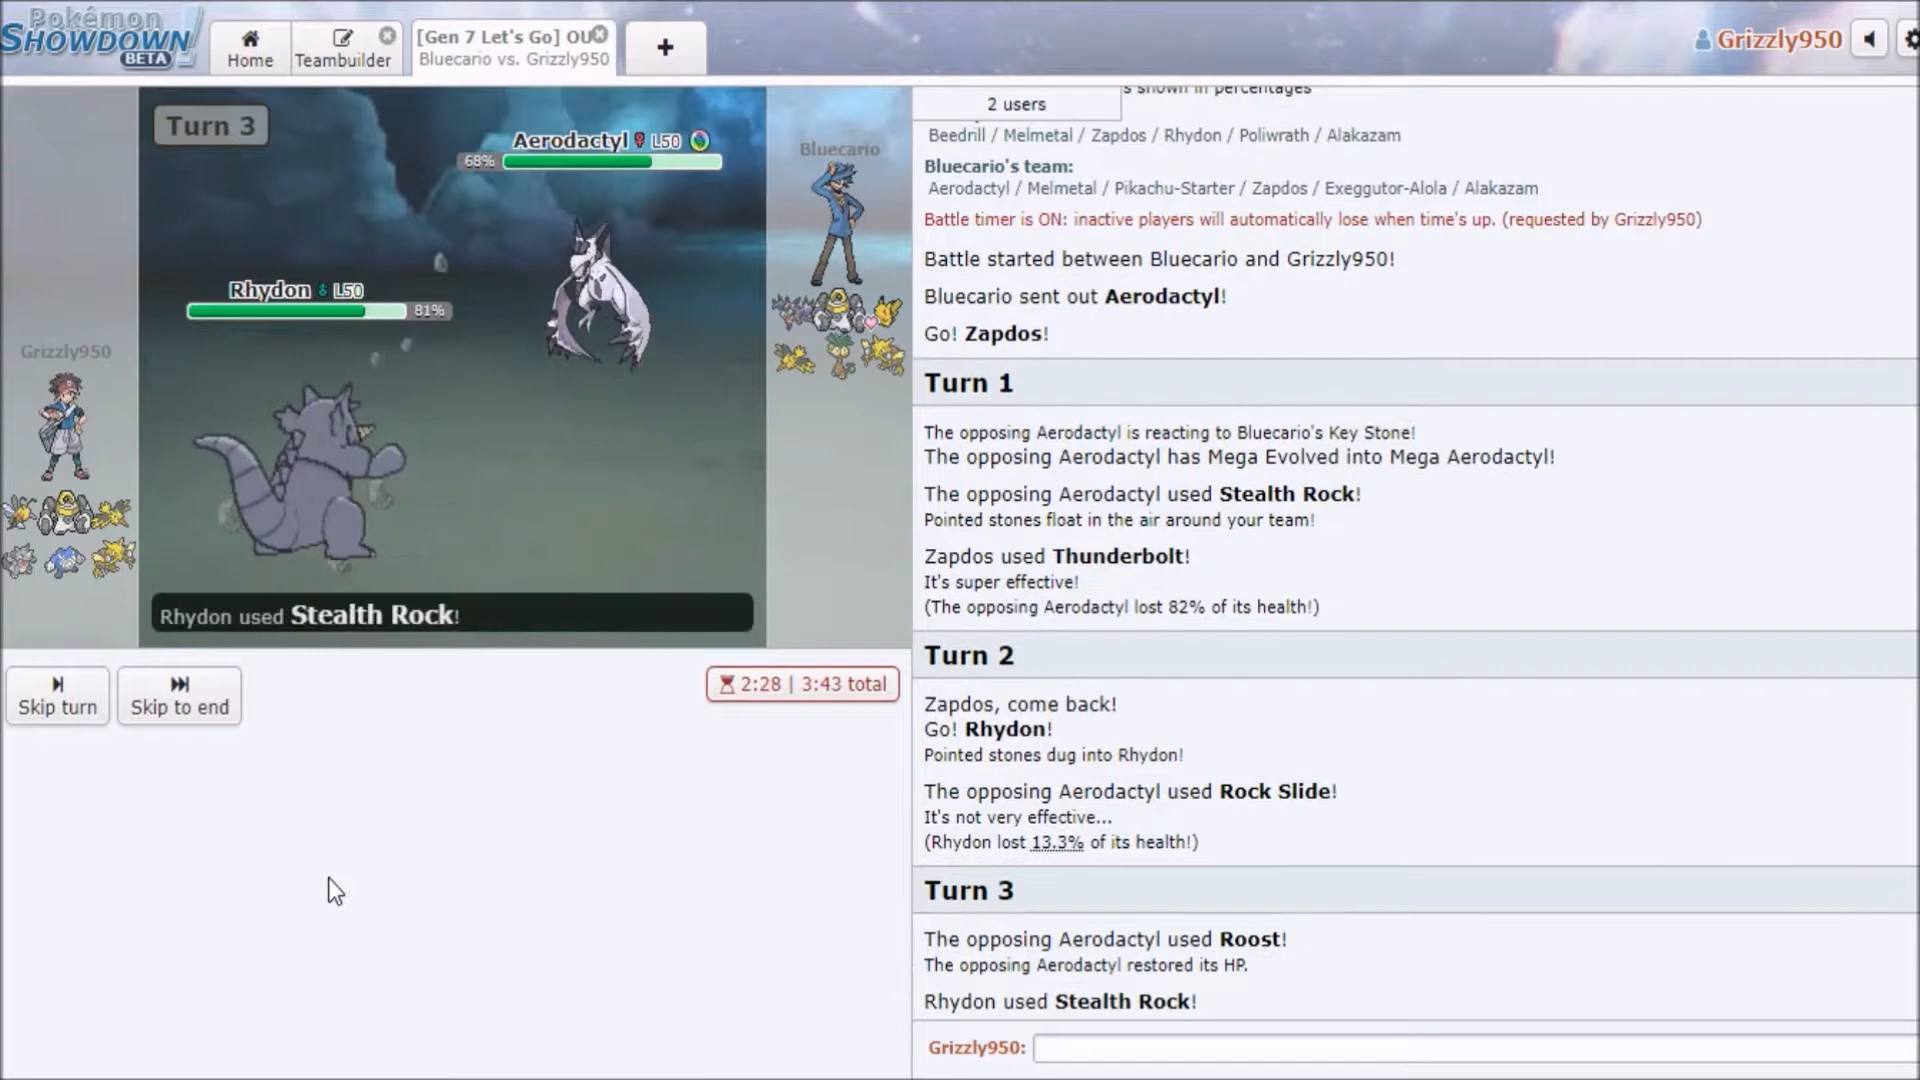 Pokémon
SHOWDOWN
BETA
Home
Teambuilder
[Gen 7 Let's Go] OU
Bluecario vs. Grizzly950
+
Grizzly950
Turn 3
Aerodactyl L50
68%
Rhydon L50
81%
Rhydon used Stealth Rock!
Grizzly950
Bluecario
Skip turn
Skip to end
2:28 | 3:43 total
2 users
s shown in percentages
Beedrill / Melmetal / Zapdos / Rhydon / Poliwrath / Alakazam
Bluecario's team:
Aerodactyl / Melmetal / Pikachu-Starter / Zapdos / Exeggutor-Alola / Alakazam
Battle timer is ON: inactive players will automatically lose when time's up. (requested by Grizzly950)
Battle started between Bluecario and Grizzly950!
Bluecario sent out Aerodactyl!
Go! Zapdos!
Turn 1
The opposing Aerodactyl is reacting to Bluecario's Key Stone!
The opposing Aerodactyl has Mega Evolved into Mega Aerodactyl!
The opposing Aerodactyl used Stealth Rock!
Pointed stones float in the air around your team!
Zapdos used Thunderbolt!
It's super effective!
(The opposing Aerodactyl lost 82% of its health!)
Turn 2
Zapdos, come back!
Go! Rhydon!
Pointed stones dug into Rhydon!
The opposing Aerodactyl used Rock Slide!
It's not very effective...
(Rhydon lost 13.3% of its health!)
Turn 3
The opposing Aerodactyl used Roost!
The opposing Aerodactyl restored its HP.
Rhydon used Stealth Rock!
Grizzly950: